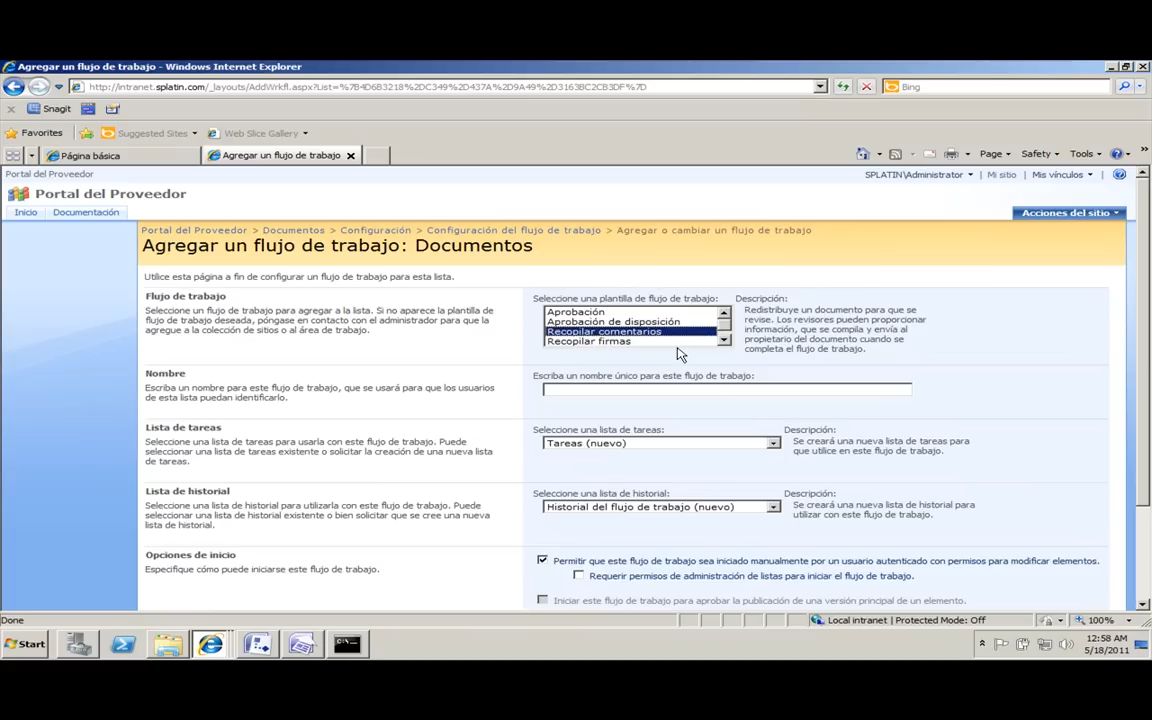 Agregar un flujo de trabajo - Windows Internet Explorer
http://intranet.splatin.com/_layouts/AddWrkfl.aspx?List=%7B4D6B3218%2DC349%2D437A%2D9A49%2D3163BC2CB3DF%7D
Bing
Snagit
Favorites
Suggested Sites
Web Slice Gallery
Página básica
Agregar un flujo de trabajo
Page
Safety
Tools
Portal del Proveedor
SPLATIN\Administrator
Mi sitio
Mis vínculos
Portal del Proveedor
Inicio
Documentación
Acciones del sitio
Portal del Proveedor > Documentos > Configuración > Configuración del flujo de trabajo > Agregar o cambiar un flujo de trabajo
Agregar un flujo de trabajo: Documentos
Utilice esta página a fin de configurar un flujo de trabajo para esta lista.
Flujo de trabajo
Seleccione un flujo de trabajo para agregar a la lista. Si no aparece la plantilla de
flujo de trabajo deseada, póngase en contacto con el administrador para que la
agregue a la colección de sitios o al área de trabajo.
Seleccione una plantilla de flujo de trabajo:
Aprobación
Aprobación de disposición
Recopilar comentarios
Recopilar firmas
Descripción:
Redistribuye un documento para que se
revise. Los revisores pueden proporcionar
información, que se compila y envía al
propietario del documento cuando se
completa el flujo de trabajo.
Nombre
Escriba un nombre para este flujo de trabajo, que se usará para que los usuarios
de esta lista puedan identificarlo.
Escriba un nombre único para este flujo de trabajo:
Lista de tareas
Seleccione una lista de tareas para usarla con este flujo de trabajo. Puede
seleccionar una lista de tareas existente o solicitar la creación de una nueva lista
de tareas.
Seleccione una lista de tareas:
Tareas (nuevo)
Descripción:
Se creará una nueva lista de tareas para
que utilice en este flujo de trabajo.
Lista de historial
Seleccione una lista de historial para utilizarla con este flujo de trabajo. Puede
seleccionar una lista de historial existente o bien solicitar que se cree una nueva
lista de historial.
Seleccione una lista de historial:
Historial del flujo de trabajo (nuevo)
Descripción:
Se creará una nueva lista de historial para
utilizar con este flujo de trabajo.
Opciones de inicio
Especifique cómo puede iniciarse este flujo de trabajo.
Permitir que este flujo de trabajo sea iniciado manualmente por un usuario autenticado con permisos para modificar elementos.
Requerir permisos de administración de listas para iniciar el flujo de trabajo.
Iniciar este flujo de trabajo para aprobar la publicación de una versión principal de un elemento.
Done
Local intranet | Protected Mode: Off
100%
Start
12:58 AM
5/18/2011